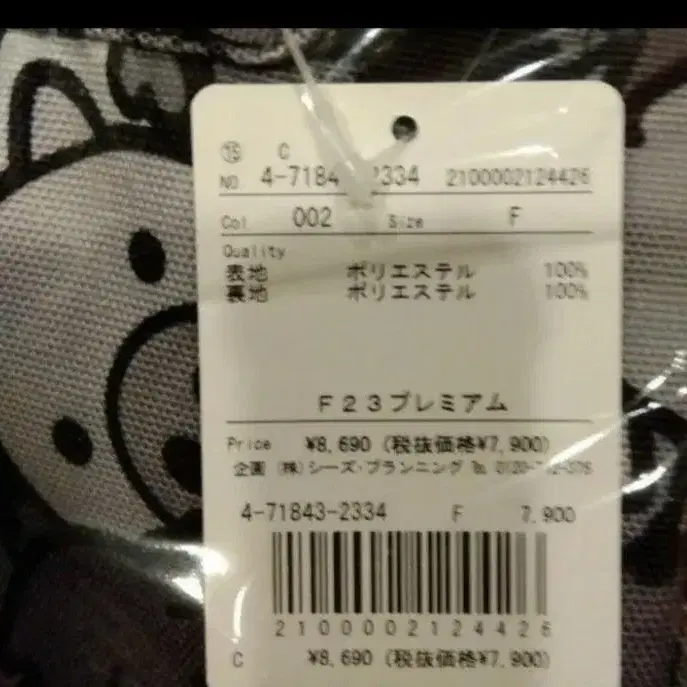 ⑮ C
NO. 4-7184 2334 2100002124426
Col 002 Size F
Quality
表地 ポリエステル 100%
裏地 ポリエステル 100%
F23プレミアム
Price ¥8,690 (税抜価格¥7,900)
企画 (株)シーズ・プランニング ℡
4-71843-2334 F 7,900
2100002124426
C ¥8,690 (税抜価格¥7,900)